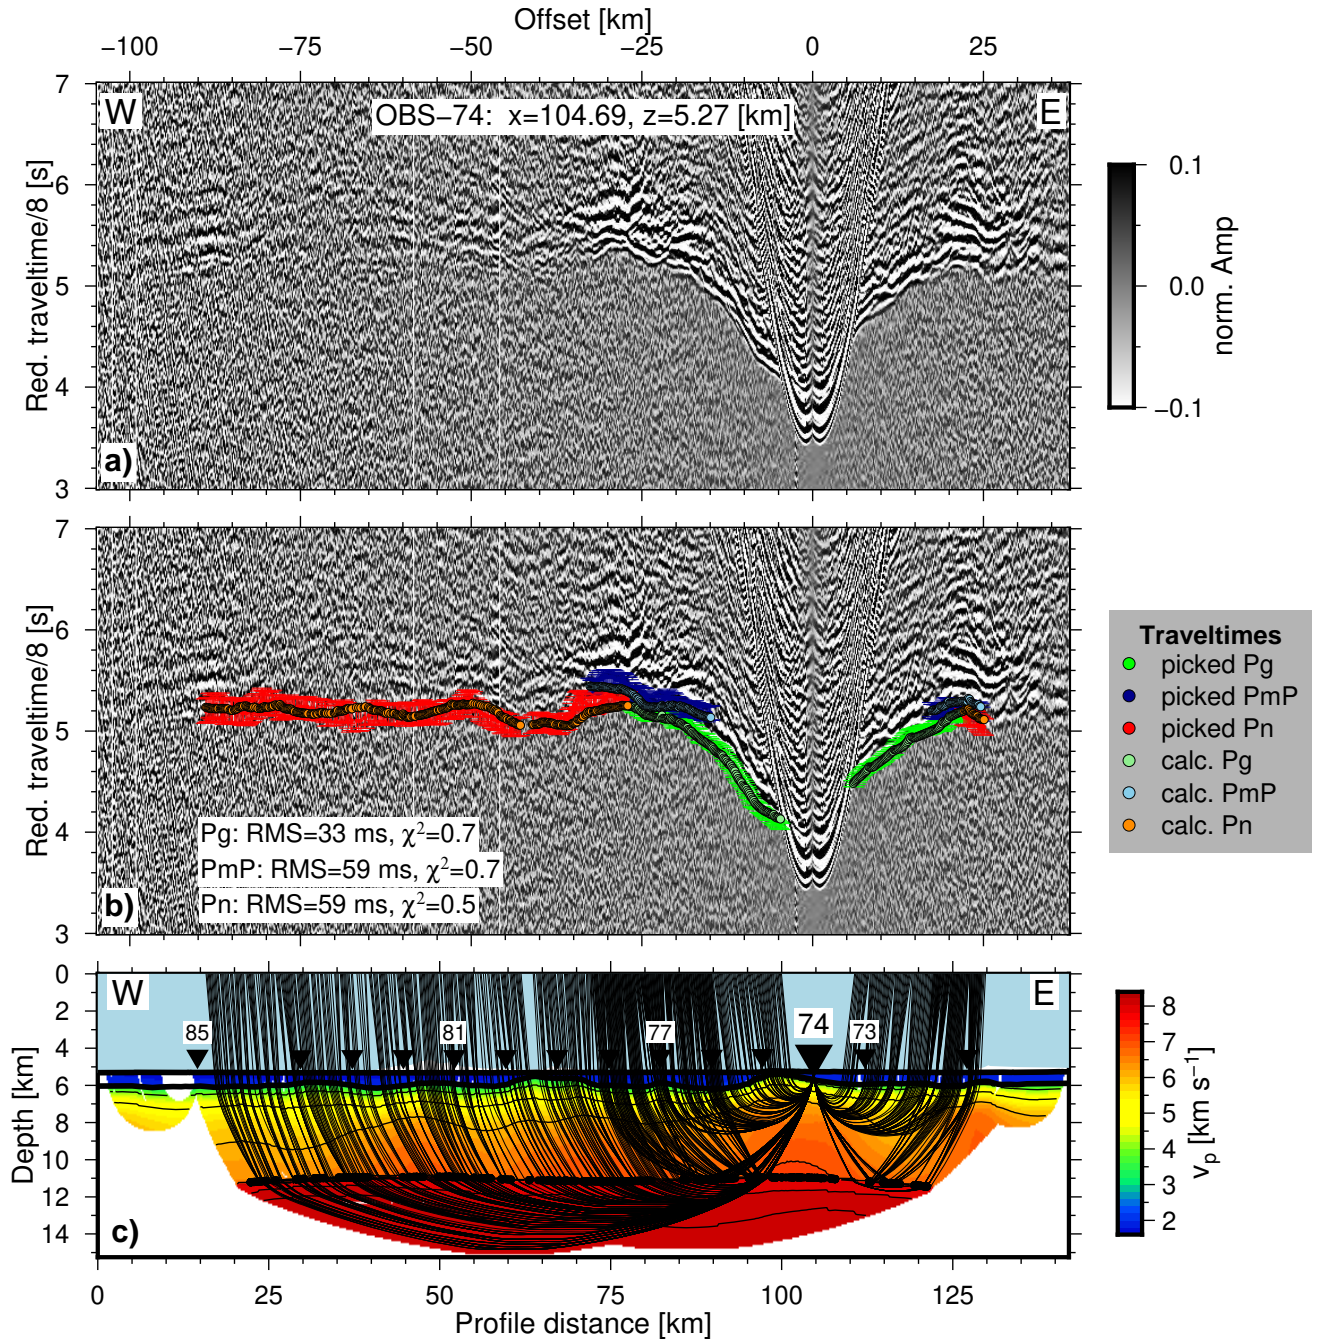 Offset [km]
−100 −75 −50 −25 0 25
7
6
5
4
3
Red. traveltime/8 [s]
W
OBS−74: x=104.69, z=5.27 [km]
E
a)
0.1
0.0
−0.1
norm. Amp
7
6
5
4
3
Red. traveltime/8 [s]
Pg: RMS=33 ms, χ²=0.7
PmP: RMS=59 ms, χ²=0.7
Pn: RMS=59 ms, χ²=0.5
b)
Traveltimes
picked Pg
picked PmP
picked Pn
calc. Pg
calc. PmP
calc. Pn
0
2
4
6
8
10
12
14
Depth [km]
W
E
85 81 77 74 73
c)
8
7
6
5
4
3
2
vₚ [km s⁻¹]
0 25 50 75 100 125
Profile distance [km]